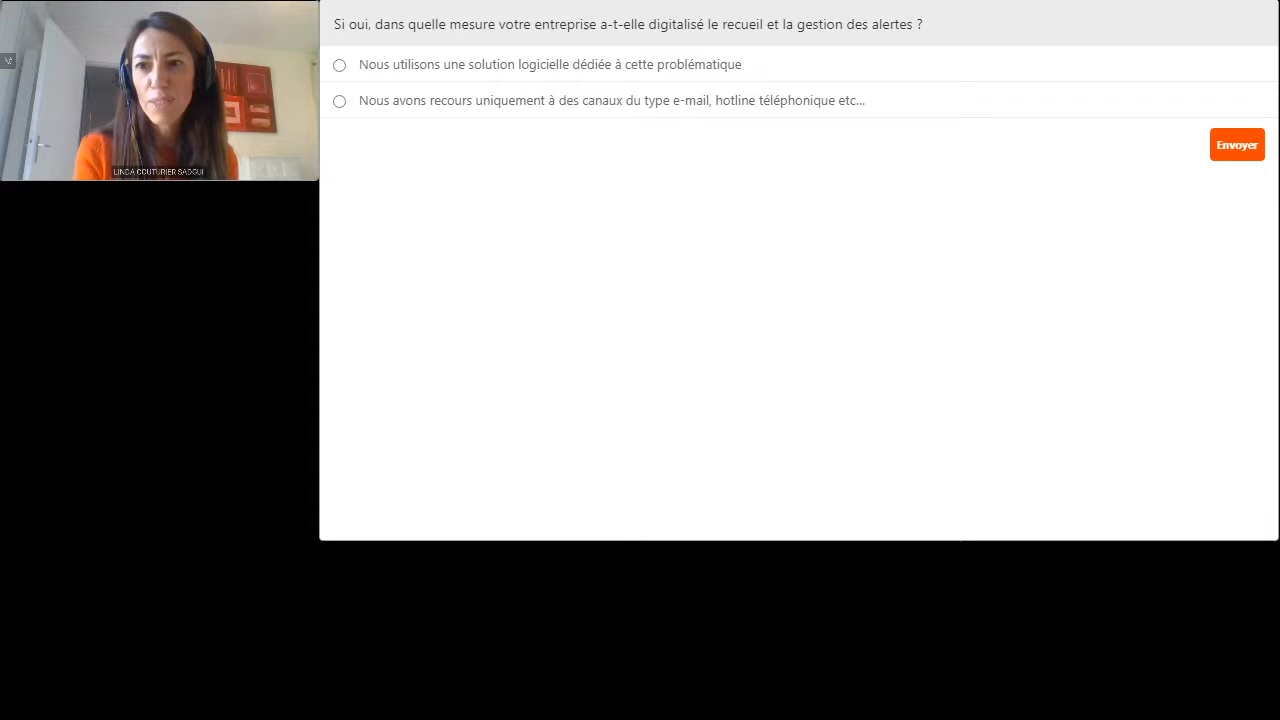 Si oui, dans quelle mesure votre entreprise a-t-elle digitalisé le recueil et la gestion des alertes ?
Nous utilisons une solution logicielle dédiée à cette problématique
Nous avons recours uniquement à des canaux du type e-mail, hotline téléphonique etc...
Envoyer
LINDA COUTURIER SADGUI